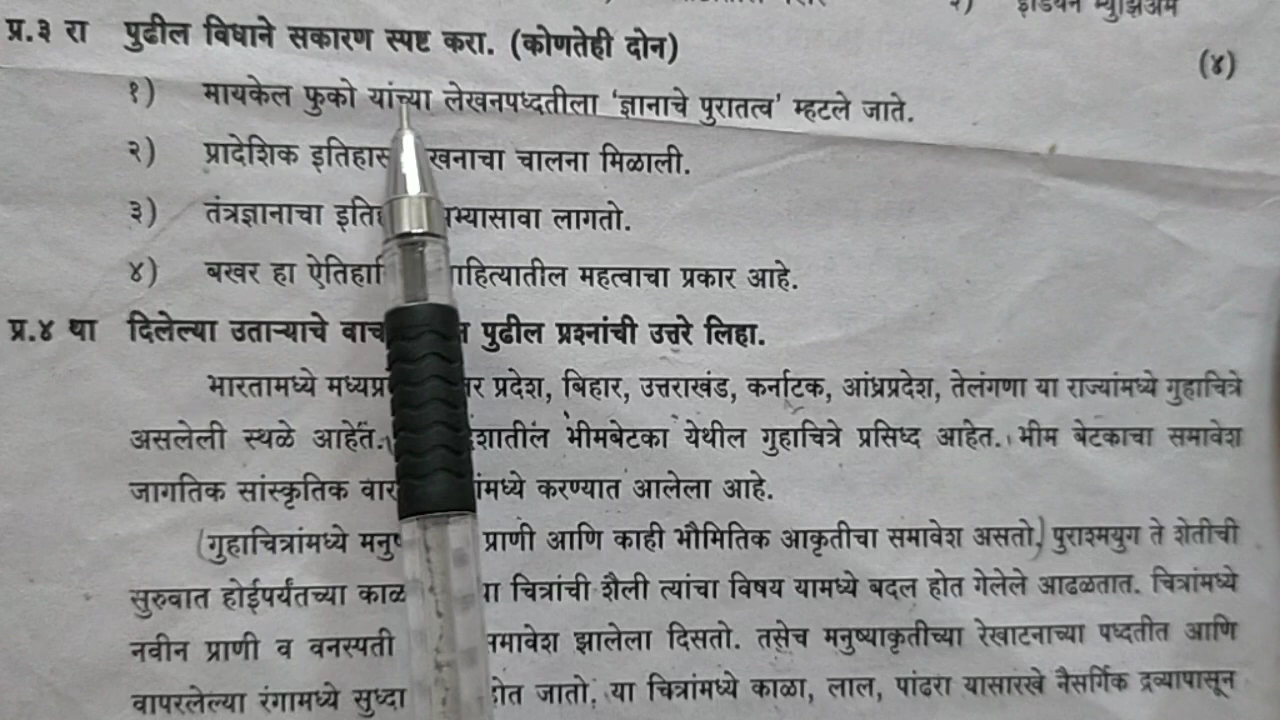 २) इंडियन म्युझिअम
प्र.३ रा पुढील विधाने सकारण स्पष्ट करा. (कोणतेही दोन) (४)
१) मायकेल फुको यांच्या लेखनपध्दतीला 'ज्ञानाचे पुरातत्व' म्हटले जाते.
२) प्रादेशिक इतिहास खनाचा चालना मिळाली.
३) तंत्रज्ञानाचा इति भ्यासावा लागतो.
४) बखर हा ऐतिहा ाहित्यातील महत्वाचा प्रकार आहे.
प्र.४ था दिलेल्या उताऱ्याचे वाच पुढील प्रश्नांची उत्तरे लिहा.
भारतामध्ये मध्यप्र र प्रदेश, बिहार, उत्तराखंड, कर्नाटक, आंध्रप्रदेश, तेलंगणा या राज्यांमध्ये गुहाचित्रे
असलेली स्थळे आहेत. शातील भीमबेटका येथील गुहाचित्रे प्रसिध्द आहेत. भीम बेटकाचा समावेश
जागतिक सांस्कृतिक वार ांमध्ये करण्यात आलेला आहे.
(गुहाचित्रांमध्ये मनुष प्राणी आणि काही भौमितिक आकृतीचा समावेश असतो) पुराश्मयुग ते शेतीची
सुरुवात होईपर्यंतच्या काळ या चित्रांची शैली त्यांचा विषय यामध्ये बदल होत गेलेले आढळतात. चित्रांमध्ये
नवीन प्राणी व वनस्पती समावेश झालेला दिसतो. तसेच मनुष्याकृतीच्या रेखाटनाच्या पध्दतीत आणि
वापरलेल्या रंगामध्ये सुध्दा होत जातो, या चित्रांमध्ये काळा, लाल, पांढरा यासारखे नैसर्गिक द्रव्यापासून